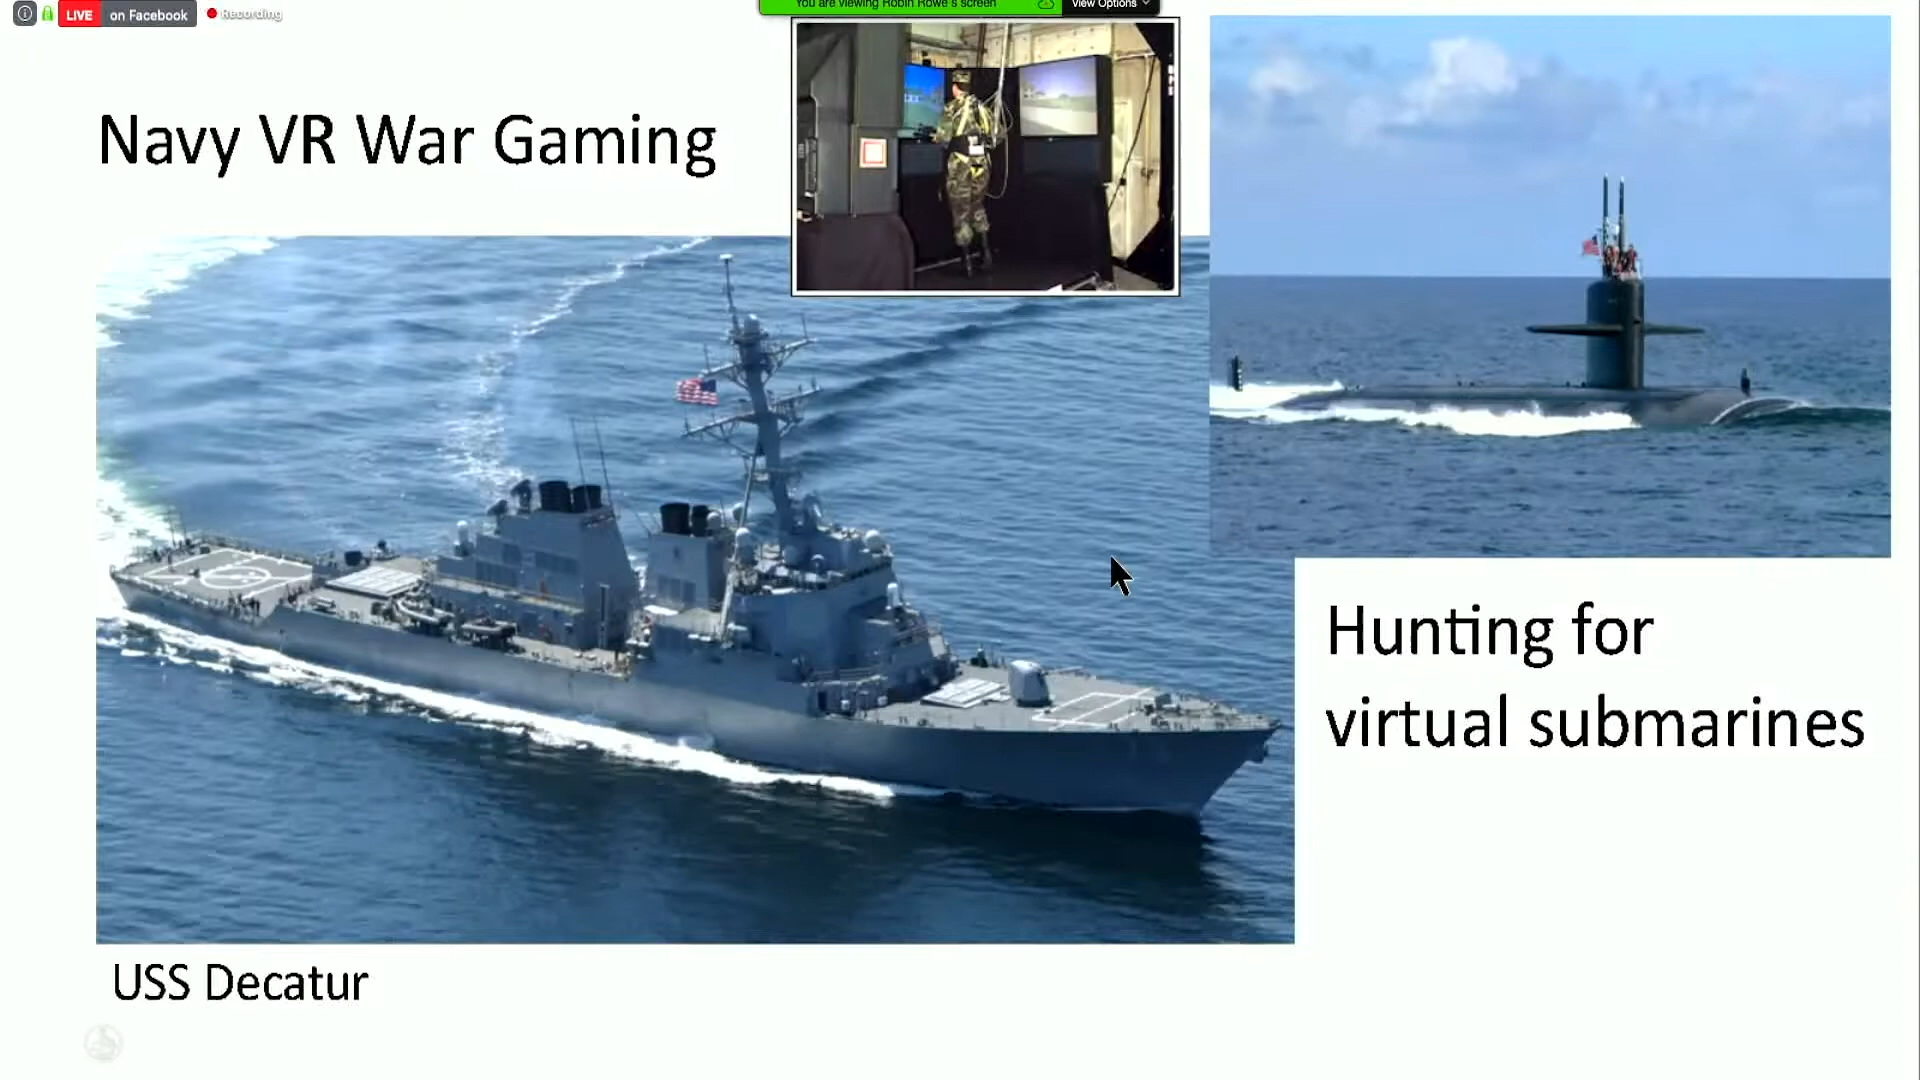 LIVE on Facebook
Recording
You are viewing Robin Rowe's screen
View Options
Navy VR War Gaming
Hunting for
virtual submarines
USS Decatur